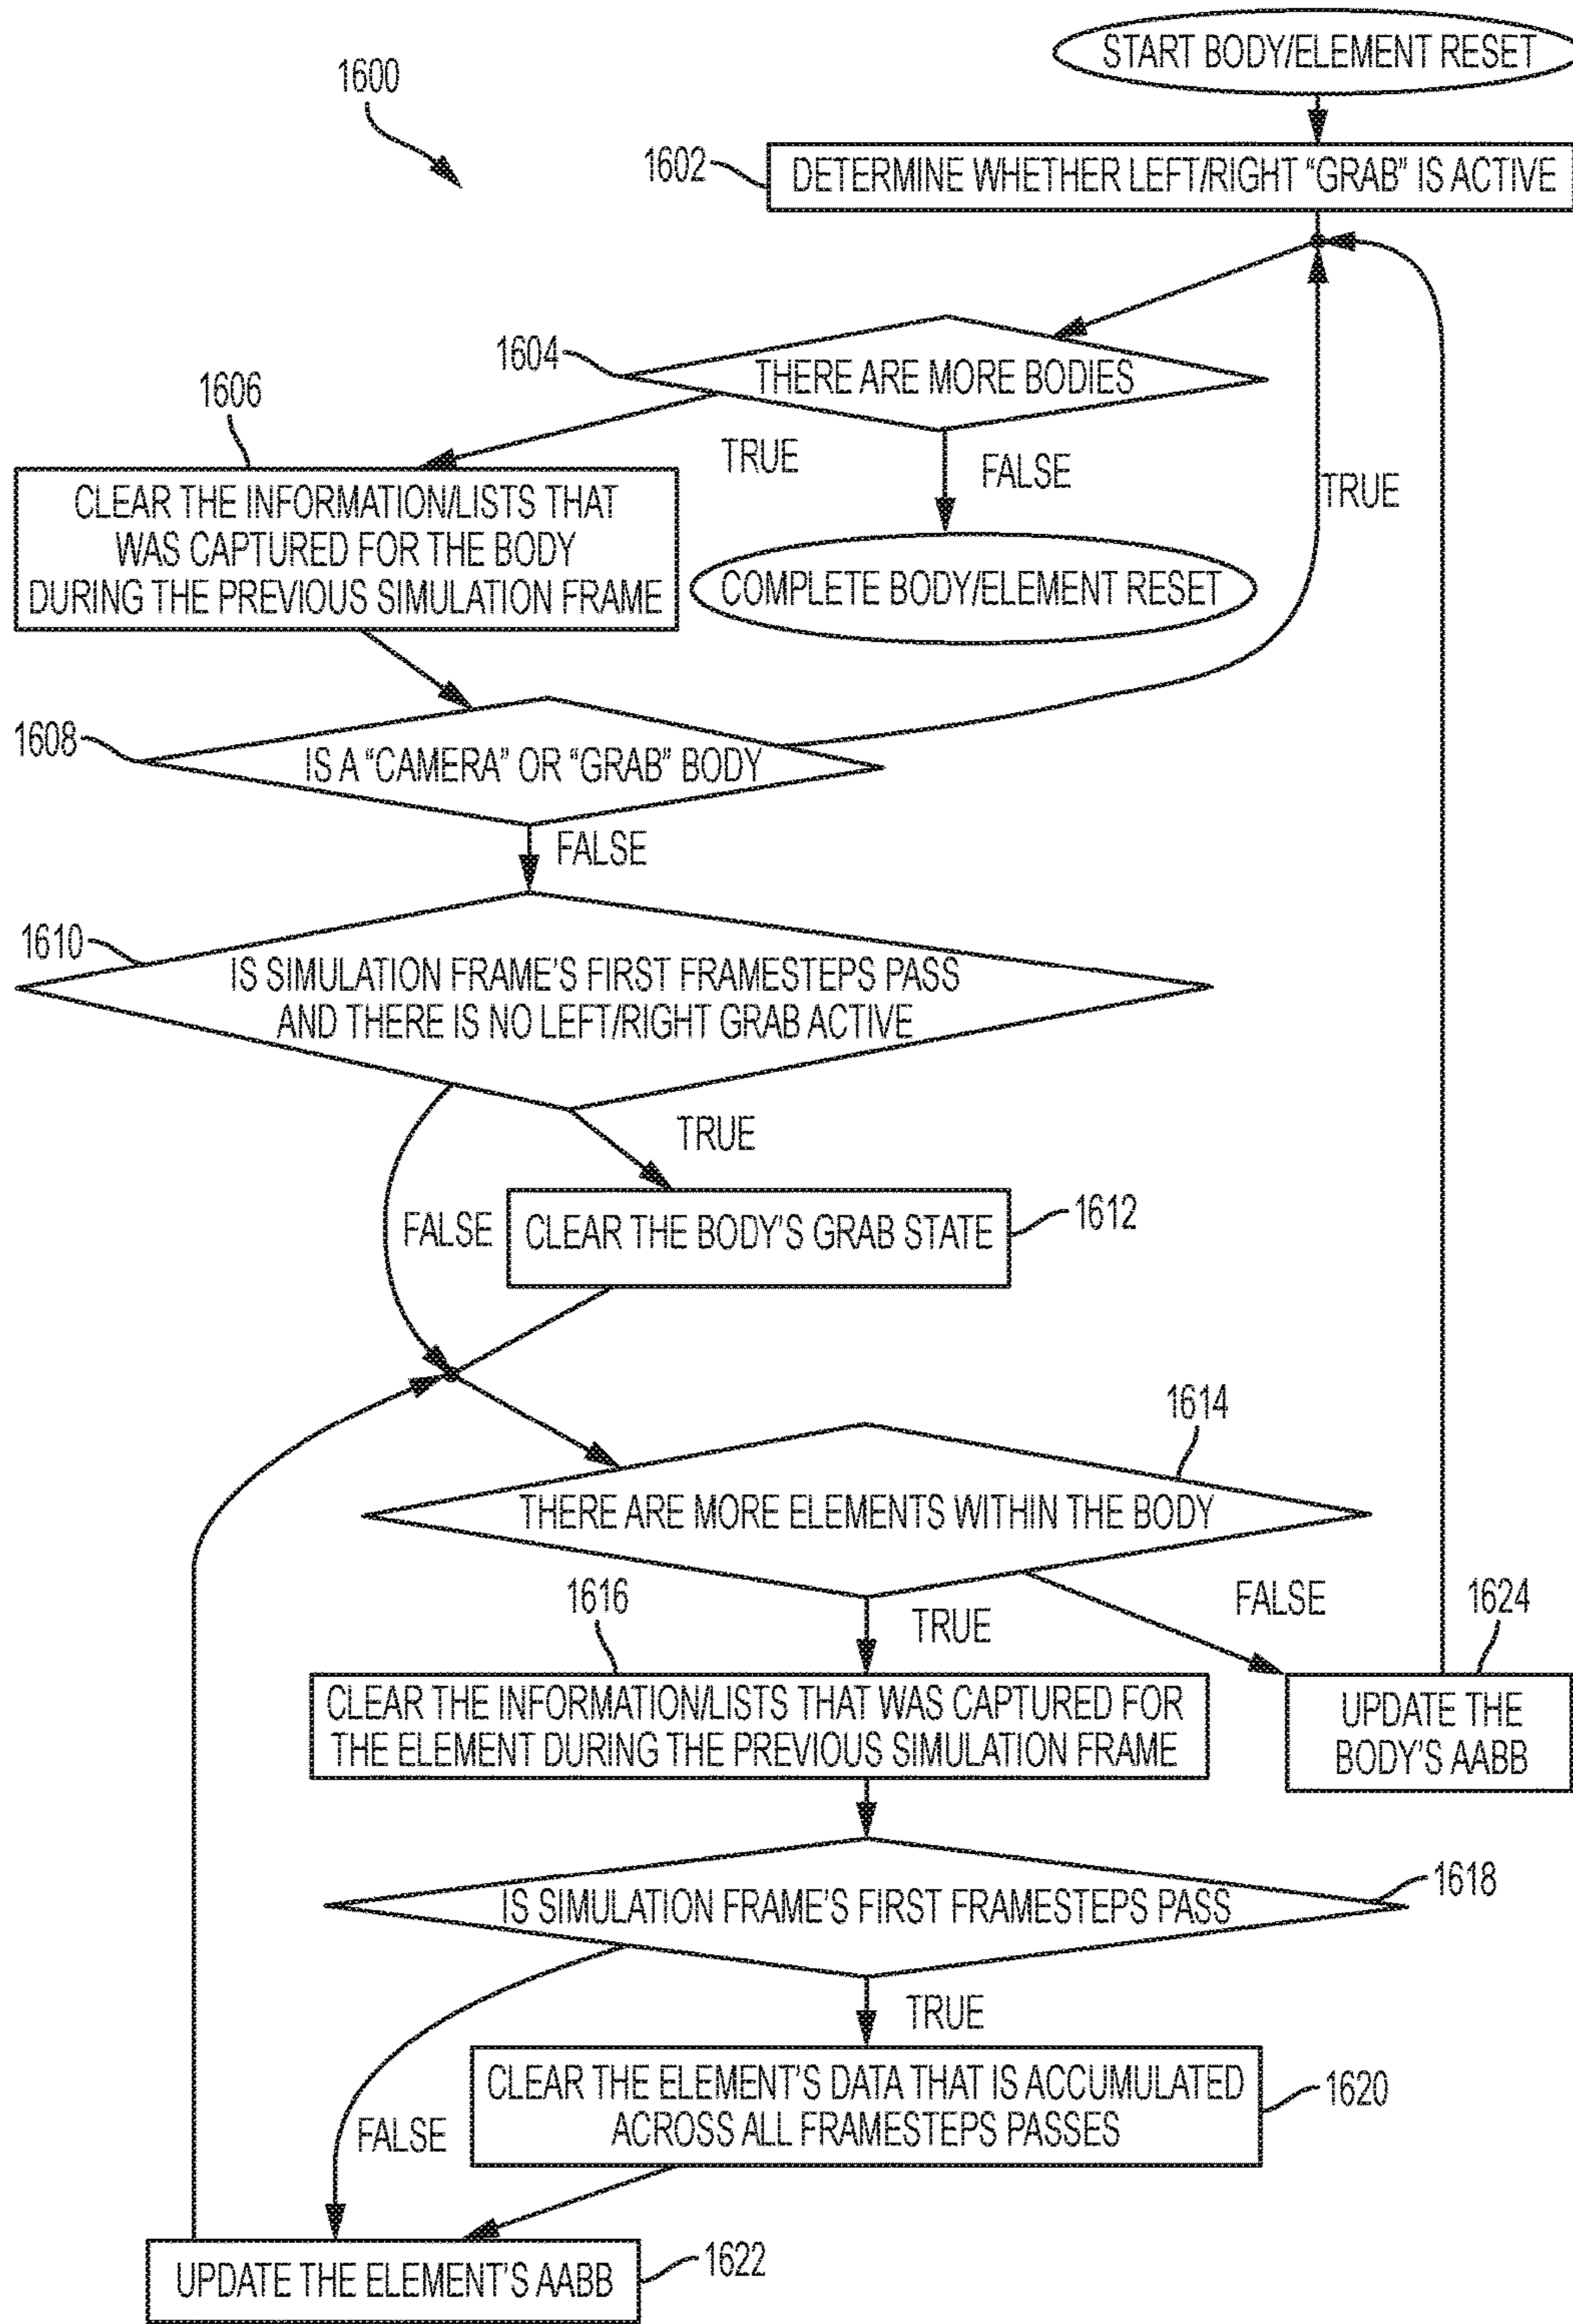 START BODY/ELEMENT RESET
1600
1602
DETERMINE WHETHER LEFT/RIGHT “GRAB” IS ACTIVE
1604
THERE ARE MORE BODIES
1606
TRUE
FALSE
TRUE
CLEAR THE INFORMATION/LISTS THAT
WAS CAPTURED FOR THE BODY
DURING THE PREVIOUS SIMULATION FRAME
COMPLETE BODY/ELEMENT RESET
1608
IS A “CAMERA” OR “GRAB” BODY
FALSE
1610
IS SIMULATION FRAME’S FIRST FRAMESTEPS PASS
AND THERE IS NO LEFT/RIGHT GRAB ACTIVE
TRUE
FALSE
CLEAR THE BODY’S GRAB STATE
1612
1614
THERE ARE MORE ELEMENTS WITHIN THE BODY
1616
TRUE
FALSE
1624
CLEAR THE INFORMATION/LISTS THAT WAS CAPTURED FOR
THE ELEMENT DURING THE PREVIOUS SIMULATION FRAME
UPDATE THE
BODY’S AABB
1618
IS SIMULATION FRAME’S FIRST FRAMESTEPS PASS
TRUE
FALSE
CLEAR THE ELEMENT’S DATA THAT IS ACCUMULATED
ACROSS ALL FRAMESTEPS PASSES
1620
UPDATE THE ELEMENT’S AABB
1622